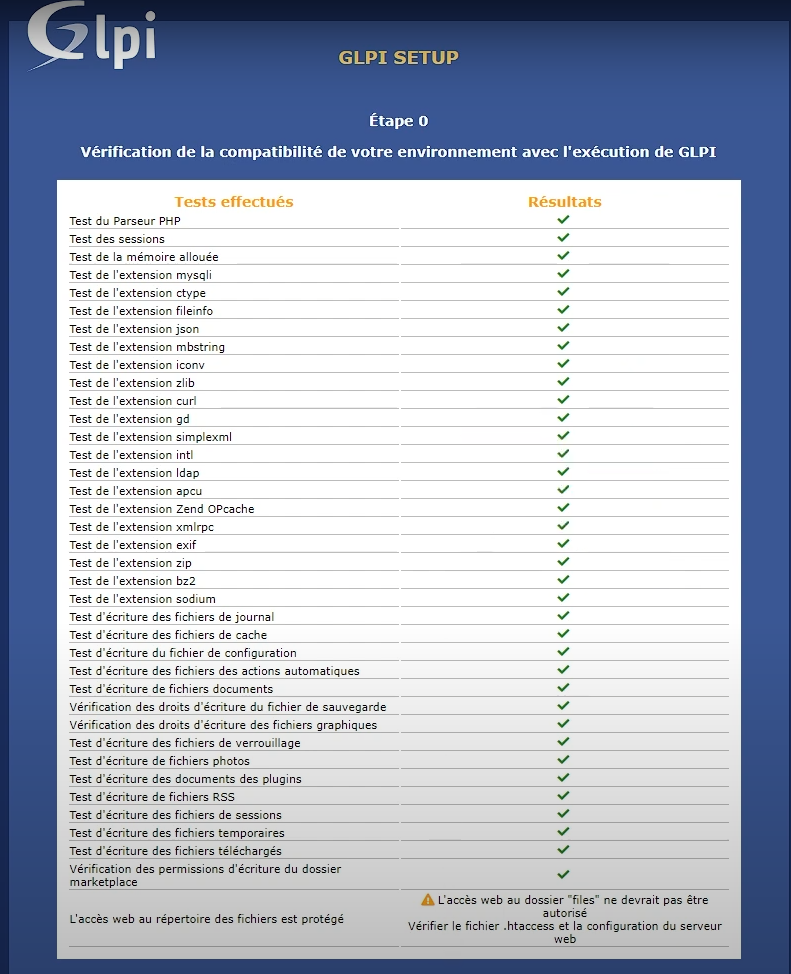 Glpi
GLPI SETUP
Étape 0
Vérification de la compatibilité de votre environnement avec l'exécution de GLPI
Tests effectués Résultats
Test du Parseur PHP
Test des sessions
Test de la mémoire allouée
Test de l'extension mysqli
Test de l'extension ctype
Test de l'extension fileinfo
Test de l'extension json
Test de l'extension mbstring
Test de l'extension iconv
Test de l'extension zlib
Test de l'extension curl
Test de l'extension gd
Test de l'extension simplexml
Test de l'extension intl
Test de l'extension ldap
Test de l'extension apcu
Test de l'extension Zend OPcache
Test de l'extension xmlrpc
Test de l'extension exif
Test de l'extension zip
Test de l'extension bz2
Test de l'extension sodium
Test d'écriture des fichiers de journal
Test d'écriture des fichiers de cache
Test d'écriture du fichier de configuration
Test d'écriture des fichiers des actions automatiques
Test d'écriture de fichiers documents
Vérification des droits d'écriture du fichier de sauvegarde
Vérification des droits d'écriture des fichiers graphiques
Test d'écriture des fichiers de verrouillage
Test d'écriture de fichiers photos
Test d'écriture des documents des plugins
Test d'écriture de fichiers RSS
Test d'écriture des fichiers de sessions
Test d'écriture des fichiers temporaires
Test d'écriture des fichiers téléchargés
Vérification des permissions d'écriture du dossier
marketplace
L'accès web au répertoire des fichiers est protégé
L'accès web au dossier "files" ne devrait pas être
autorisé
Vérifier le fichier .htaccess et la configuration du serveur
web